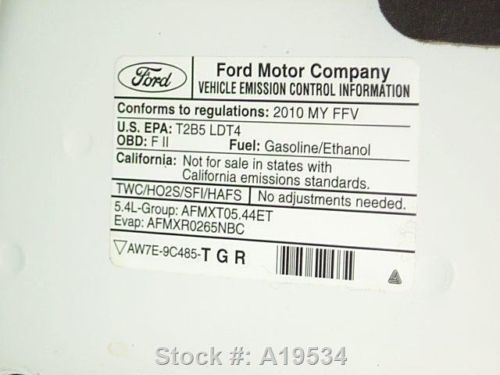 Ford
Ford Motor Company
VEHICLE EMISSION CONTROL INFORMATION
Conforms to regulations: 2010 MY FFV
U.S. EPA: T2B5 LDT4
OBD: F II Fuel: Gasoline/Ethanol
California: Not for sale in states with
California emissions standards.
TWC/HO2S/SFI/HAFS No adjustments needed.
5.4L-Group: AFMXT05.44ET
Evap: AFMXR0265NBC
AW7E-9C485-T G R
Stock #: A19534